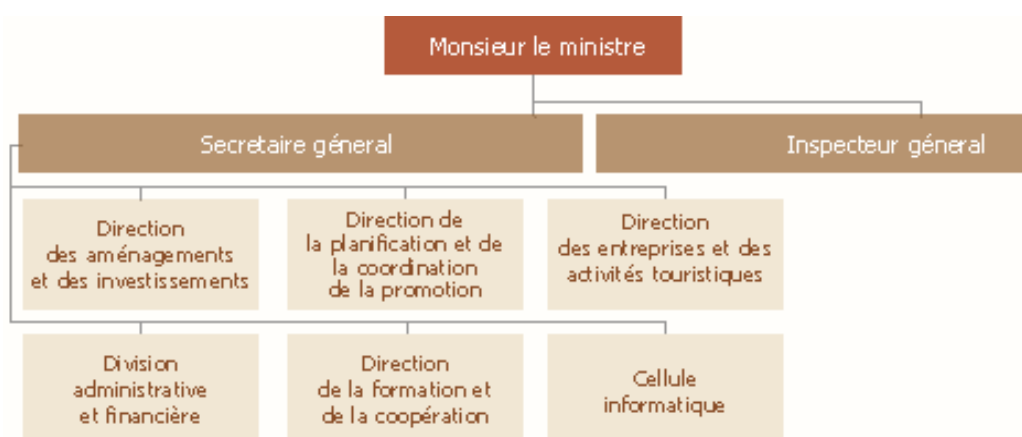 Monsieur le ministre
Secretaire géneral
Inspecteur géneral
Direction
des aménagements
et des investissements
Direction de
la planification et de
la coordination
de la promotion
Direction
des entreprises et des
activités touristiques
Division
administrative
et financière
Direction
de la formation et
de la coopération
Cellule
informatique